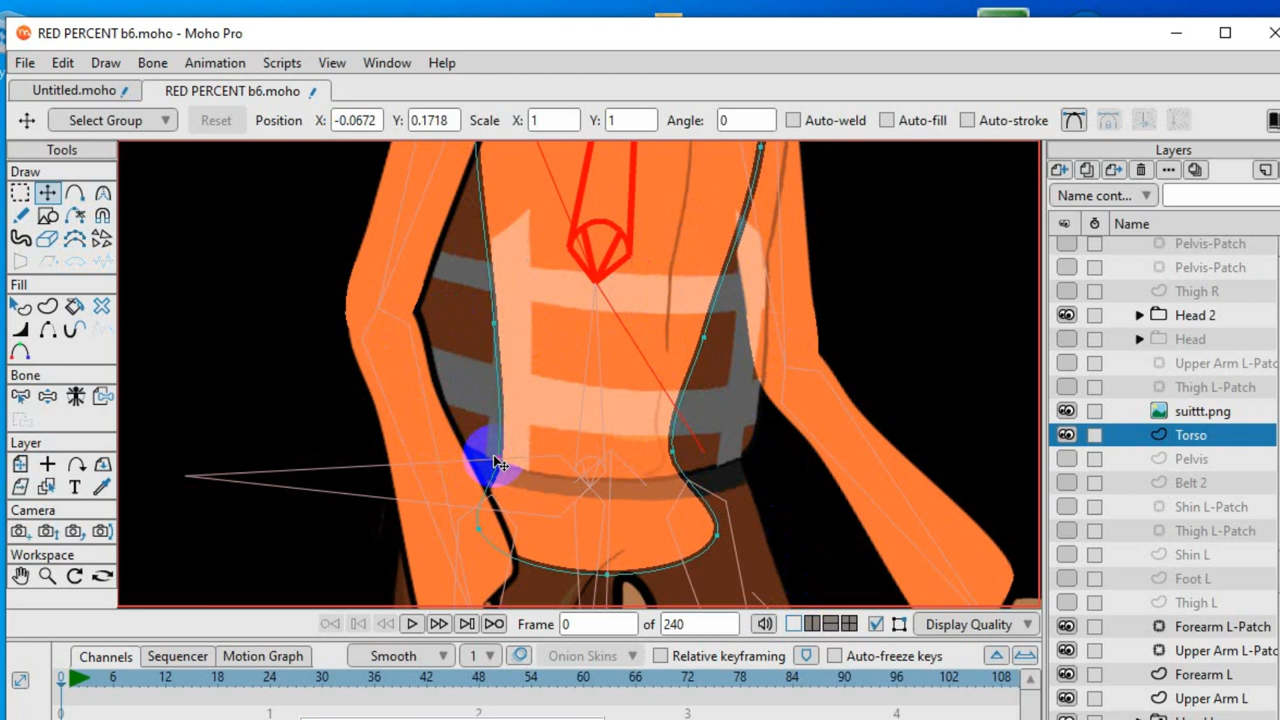 RED PERCENT b6.moho - Moho Pro
File Edit Draw Bone Animation Scripts View Window Help
Untitled.moho RED PERCENT b6.moho
Select Group Reset Position X: -0.0672 Y: 0.1718 Scale X: 1 Y: 1 Angle: 0 Auto-weld Auto-fill Auto-stroke
Tools
Draw
Fill
Bone
Layer
Camera
Workspace
Layers
Name cont...
Name
Pelvis-Patch
Pelvis-Patch
Thigh R
Head 2
Head
Upper Arm L-Patc
Thigh L-Patch
suittt.png
Torso
Pelvis
Belt 2
Shin L-Patch
Thigh L-Patch
Shin L
Foot L
Thigh L
Forearm L-Patch
Upper Arm L-Patc
Forearm L
Upper Arm L
Frame 0 of 240 Display Quality
Channels Sequencer Motion Graph Smooth 1 Onion Skins Relative keyframing Auto-freeze keys
0 6 12 18 24 30 36 42 48 54 60 66 72 78 84 90 96 102 108
0 1 2 3 4